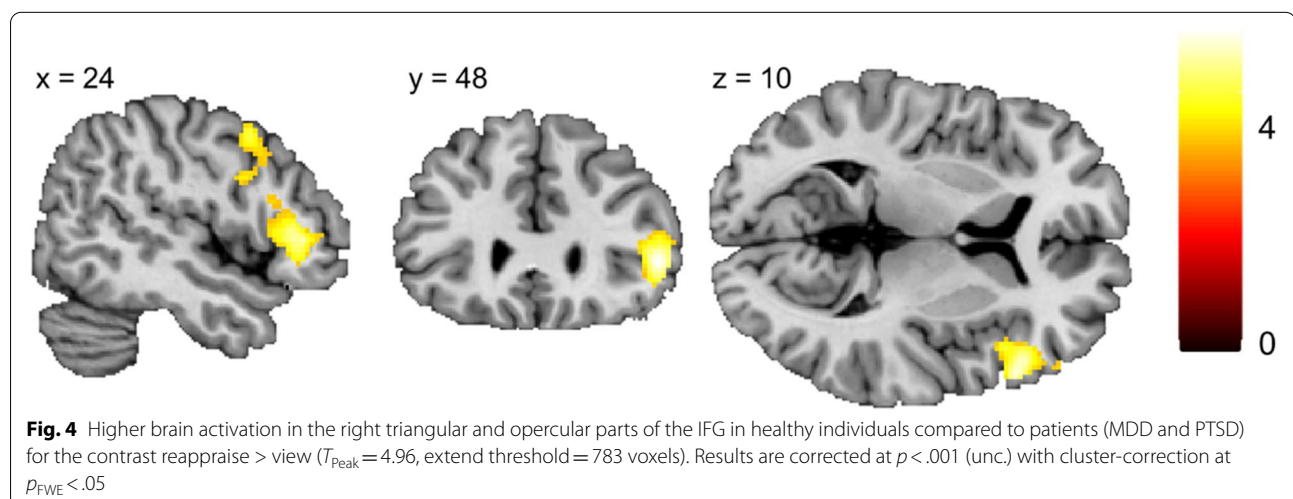 x = 24
y = 48
z = 10
4
0
Fig. 4 Higher brain activation in the right triangular and opercular parts of the IFG in healthy individuals compared to patients (MDD and PTSD)
for the contrast reappraise > view (TPeak = 4.96, extend threshold = 783 voxels). Results are corrected at p < .001 (unc.) with cluster-correction at
pFWE < .05